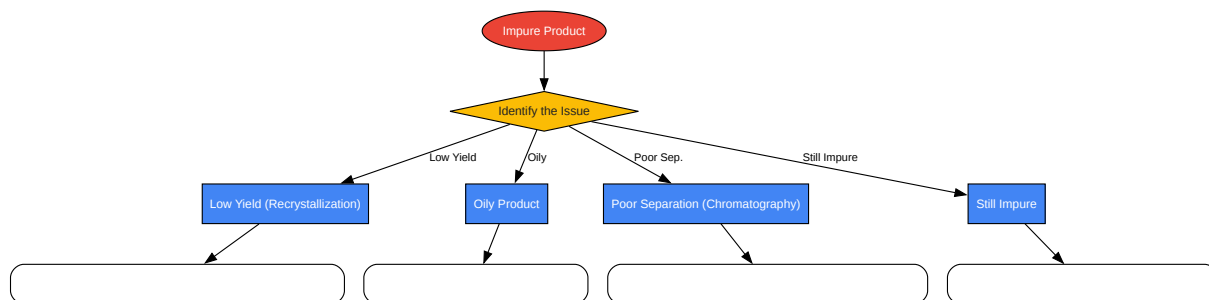 Impure Product
Identify the Issue
Low Yield
Oily
Poor Sep.
Still Impure
Low Yield (Recrystallization)
Oily Product
Poor Separation (Chromatography)
Still Impure